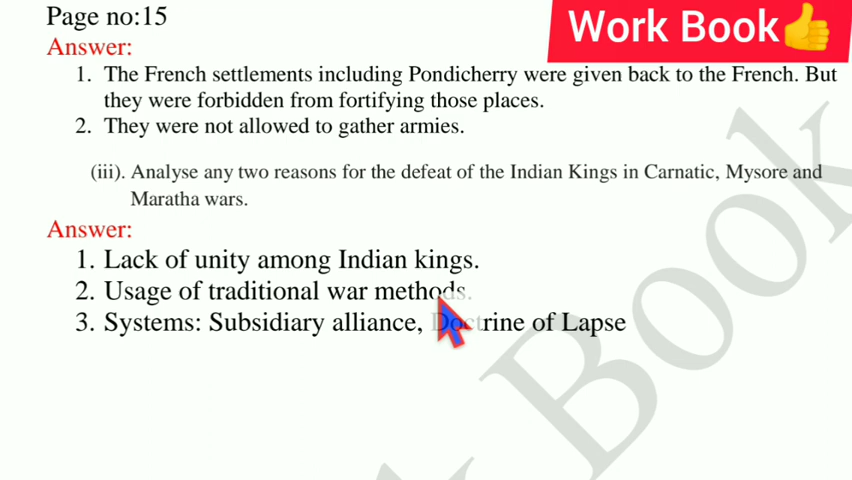 Page no:15
Work Book
Answer:
1. The French settlements including Pondicherry were given back to the French. But
they were forbidden from fortifying those places.
2. They were not allowed to gather armies.
(iii). Analyse any two reasons for the defeat of the Indian Kings in Carnatic, Mysore and
Maratha wars.
Answer:
1. Lack of unity among Indian kings.
2. Usage of traditional war methods.
3. Systems: Subsidiary alliance, Doctrine of Lapse
k Book